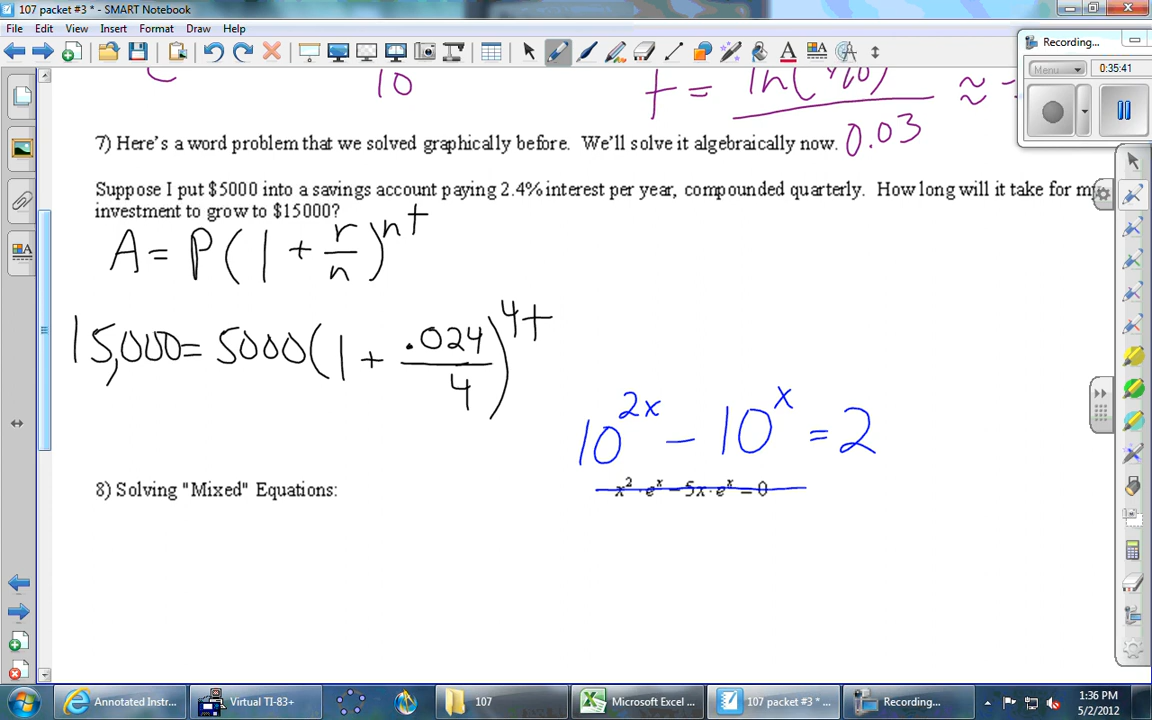 107 packet #3 * - SMART Notebook
File Edit View Insert Format Draw Help
Recording...
Menu
0:35:41
10
t =
0.03
≈
7) Here's a word problem that we solved graphically before. We'll solve it algebraically now.
Suppose I put $5000 into a savings account paying 2.4% interest per year, compounded quarterly. How long will it take for my
investment to grow to $15000?
A = P(1 + r/n)^nt
15,000 = 5000(1 + .024/4)^4t
10^2x - 10^x = 2
8) Solving "Mixed" Equations:
x² · e^x - 5x · e^x = 0
Annotated Instr...
Virtual TI-83+
107
Microsoft Excel ...
107 packet #3 * ...
Recording...
1:36 PM
5/2/2012